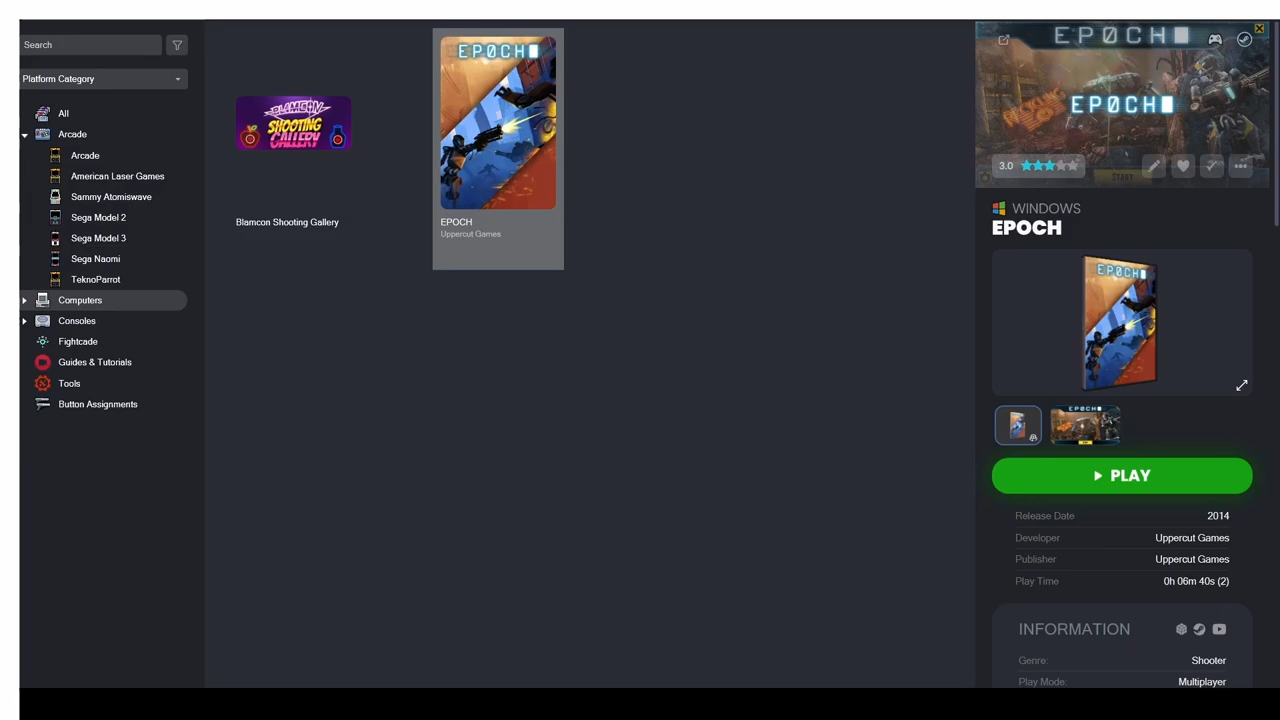 Search
Platform Category
All
Arcade
Arcade
American Laser Games
Sammy Atomiswave
Sega Model 2
Sega Model 3
Sega Naomi
TeknoParrot
Computers
Consoles
Fightcade
Guides & Tutorials
Tools
Button Assignments
BLAMCON
SHOOTING
GALLERY
Blamcon Shooting Gallery
EPOCH
EPOCH
Uppercut Games
EPOCH
EPOCH
START
3.0
WINDOWS
EPOCH
EPOCH
EPOCH
PLAY
Release Date 2014
Developer Uppercut Games
Publisher Uppercut Games
Play Time 0h 06m 40s (2)
INFORMATION
Genre: Shooter
Play Mode: Multiplayer